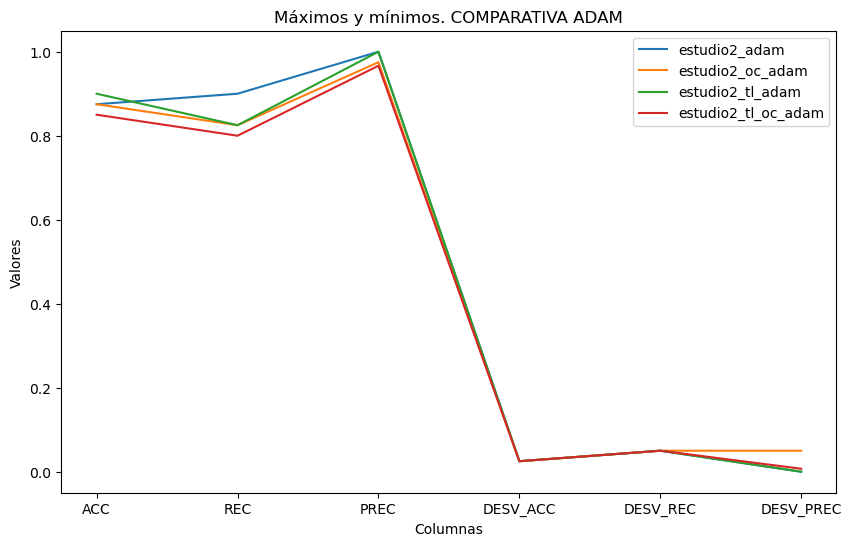 Máximos y mínimos. COMPARATIVA ADAM
estudio2_adam
estudio2_oc_adam
estudio2_tl_adam
estudio2_tl_oc_adam
1.0
0.8
0.6
0.4
0.2
0.0
Valores
ACC REC PREC DESV_ACC DESV_REC DESV_PREC
Columnas